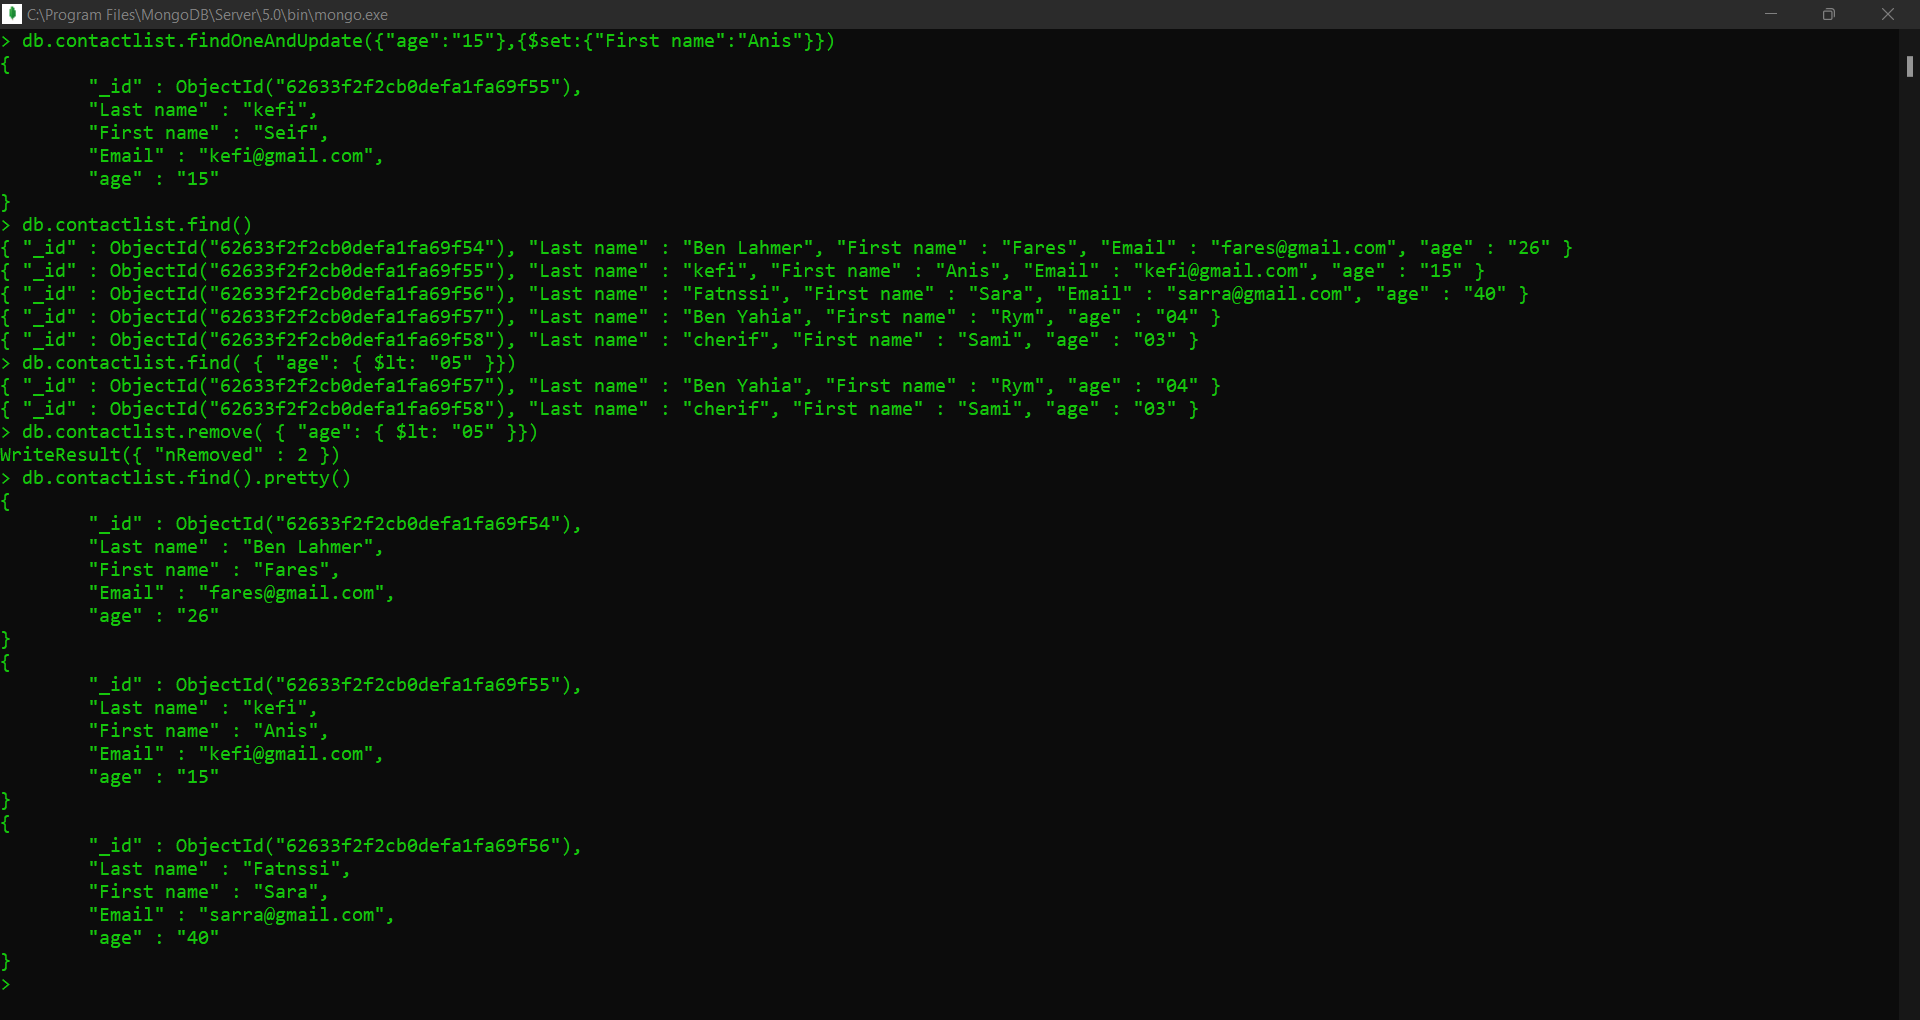 C:\Program Files\MongoDB\Server\5.0\bin\mongo.exe
> db.contactlist.findOneAndUpdate({"age":"15"},{$set:{"First name":"Anis"}})
{
        "_id" : ObjectId("62633f2f2cb0defa1fa69f55"),
        "Last name" : "kefi",
        "First name" : "Seif",
        "Email" : "kefi@gmail.com",
        "age" : "15"
}
> db.contactlist.find()
{ "_id" : ObjectId("62633f2f2cb0defa1fa69f54"), "Last name" : "Ben Lahmer", "First name" : "Fares", "Email" : "fares@gmail.com", "age" : "26" }
{ "_id" : ObjectId("62633f2f2cb0defa1fa69f55"), "Last name" : "kefi", "First name" : "Anis", "Email" : "kefi@gmail.com", "age" : "15" }
{ "_id" : ObjectId("62633f2f2cb0defa1fa69f56"), "Last name" : "Fatnssi", "First name" : "Sara", "Email" : "sarra@gmail.com", "age" : "40" }
{ "_id" : ObjectId("62633f2f2cb0defa1fa69f57"), "Last name" : "Ben Yahia", "First name" : "Rym", "age" : "04" }
{ "_id" : ObjectId("62633f2f2cb0defa1fa69f58"), "Last name" : "cherif", "First name" : "Sami", "age" : "03" }
> db.contactlist.find( { "age": { $lt: "05" }})
{ "_id" : ObjectId("62633f2f2cb0defa1fa69f57"), "Last name" : "Ben Yahia", "First name" : "Rym", "age" : "04" }
{ "_id" : ObjectId("62633f2f2cb0defa1fa69f58"), "Last name" : "cherif", "First name" : "Sami", "age" : "03" }
> db.contactlist.remove( { "age": { $lt: "05" }})
WriteResult({ "nRemoved" : 2 })
> db.contactlist.find().pretty()
{
        "_id" : ObjectId("62633f2f2cb0defa1fa69f54"),
        "Last name" : "Ben Lahmer",
        "First name" : "Fares",
        "Email" : "fares@gmail.com",
        "age" : "26"
}
{
        "_id" : ObjectId("62633f2f2cb0defa1fa69f55"),
        "Last name" : "kefi",
        "First name" : "Anis",
        "Email" : "kefi@gmail.com",
        "age" : "15"
}
{
        "_id" : ObjectId("62633f2f2cb0defa1fa69f56"),
        "Last name" : "Fatnssi",
        "First name" : "Sara",
        "Email" : "sarra@gmail.com",
        "age" : "40"
}
>